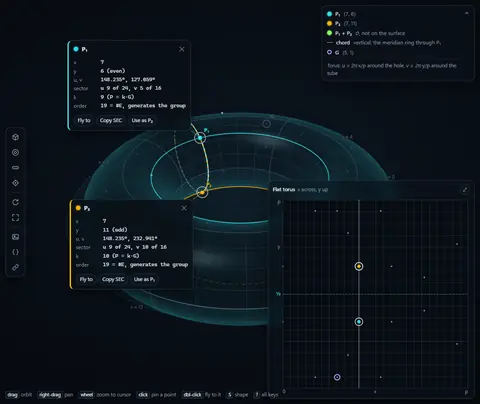 P₁ (7, 6)
P₂ (7, 11)
P₁ + P₂ O, not on the surface
chord vertical: the meridian ring through P₁
G (5, 1)
Torus: u = 2π·x/p around the hole, v = 2π·y/p around the tube
P₁
x 7
y 6 (even)
u, v 148.235°, 127.059°
sector u 9 of 24, v 5 of 16
k 9 (P = k·G)
order 19 = #E, generates the group
Fly to Copy SEC Use as P₂
P₁
P₂
x 7
y 11 (odd)
u, v 148.235°, 232.941°
sector u 9 of 24, v 10 of 16
k 10 (P = k·G)
order 19 = #E, generates the group
Fly to Copy SEC Use as P₁
Flat torus x across, y up
p
y
0 x p
drag: orbit right-drag: pan wheel: zoom to cursor click: pin a point dbl-click: fly to it S shape ? all keys